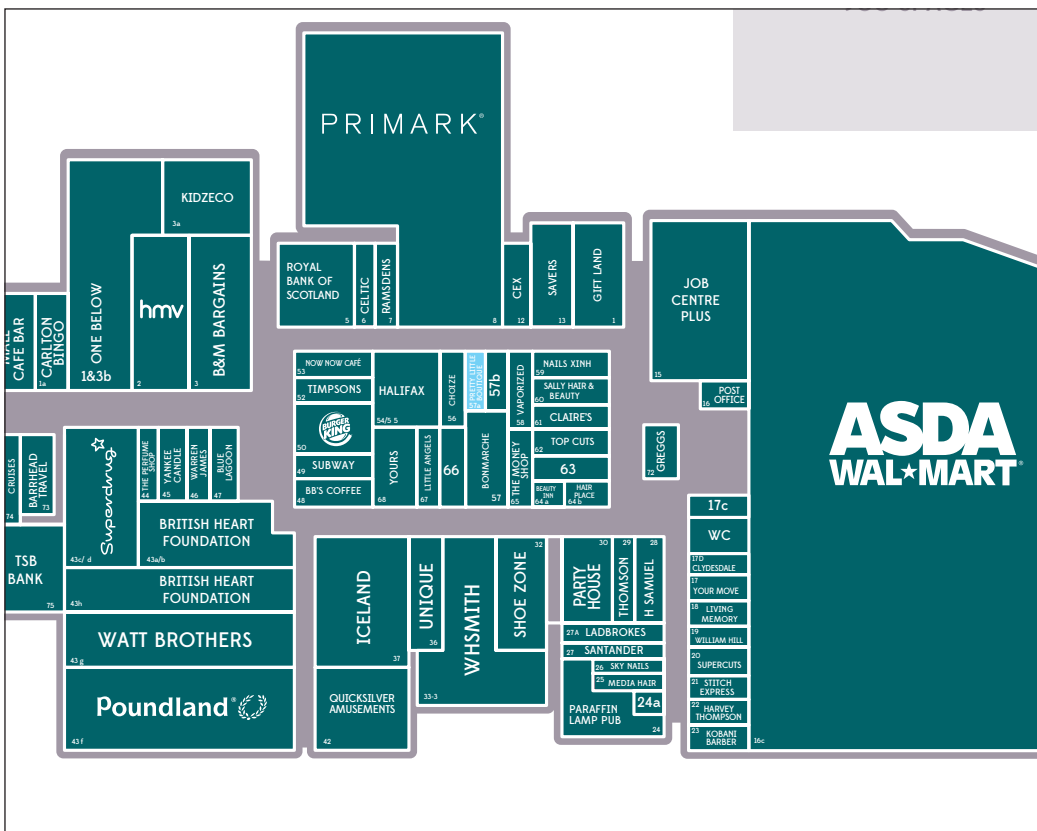 PRIMARK®
8
KIDZECO
3a
ONE BELOW
1&3b
hmv
2
B&M BARGAINS
3
CAFE BAR
CARLTON
BINGO
1a
ROYAL
BANK OF
SCOTLAND
5
CELTIC
6
RAMSDENS
7
CEX
12
SAVERS
13
GIFT LAND
1
JOB
CENTRE
PLUS
15
POST
OFFICE
16
ASDA
WAL★MART®
16c
NOW NOW CAFÉ
53
TIMPSONS
52
BURGER
KING
50
SUBWAY
49
BB'S COFFEE
48
HALIFAX
54/5 5
CHOIZE
56
PRETTY LITTLE
BOUTIQUE
57b
VAPORIZED
58
NAILS XINH
59
SALLY HAIR &
BEAUTY
60
CLAIRE'S
61
TOP CUTS
62
63
BEAUTY
INN
64a
HAIR
PLACE
64b
YOURS
68
LITTLE ANGELS
67
66
BONMARCHE
57
THE MONEY
SHOP
65
GREGGS
72
CRUISES
74
BARRHEAD
TRAVEL
73
TSB
BANK
75
Superdrug
43c/ d
THE PERFUME
SHOP
44
YANKEE
CANDLE
45
WARREN
JAMES
46
BLUE
LAGOON
47
BRITISH HEART
FOUNDATION
43a/b
BRITISH HEART
FOUNDATION
43h
WATT BROTHERS
43 g
Poundland®
43 f
ICELAND
37
UNIQUE
36
WHSMITH
33-3
SHOE ZONE
32
QUICKSILVER
AMUSEMENTS
42
PARTY
HOUSE
30
THOMSON
29
H SAMUEL
28
27A LADBROKES
27 SANTANDER
26 SKY NAILS
25 MEDIA HAIR
24a
PARAFFIN
LAMP PUB
24
17c
WC
17D
CLYDESDALE
17
YOUR MOVE
18 LIVING
MEMORY
19
WILLIAM HILL
20
SUPERCUTS
21 STITCH
EXPRESS
22 HARVEY
THOMPSON
23 KOBANI
BARBER